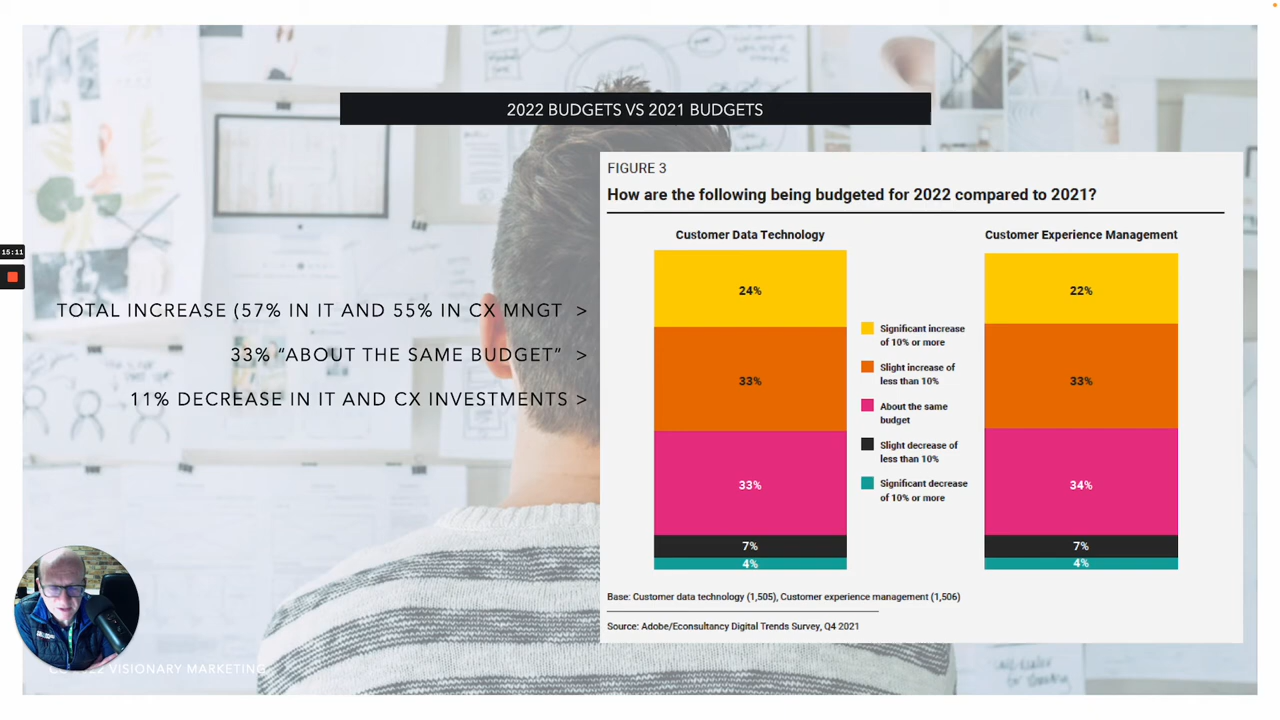 2022 BUDGETS VS 2021 BUDGETS
15:11
TOTAL INCREASE (57% IN IT AND 55% IN CX MNGT >
33% “ABOUT THE SAME BUDGET” >
11% DECREASE IN IT AND CX INVESTMENTS >
FIGURE 3
How are the following being budgeted for 2022 compared to 2021?
Customer Data Technology
24%
33%
33%
7%
4%
Significant increase
of 10% or more
Slight increase of
less than 10%
About the same
budget
Slight decrease of
less than 10%
Significant decrease
of 10% or more
Customer Experience Management
22%
33%
34%
7%
4%
Base: Customer data technology (1,505), Customer experience management (1,506)
Source: Adobe/Econsultancy Digital Trends Survey, Q4 2021
VISIONARY MARKETING